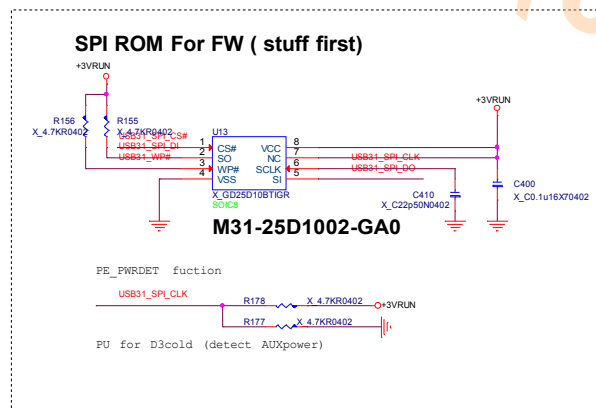 SPI ROM For FW ( stuff first)
+3VRUN
+3VRUN
R156
R155
X_4.7KR0402
X_4.7KR0402
USB31_SPI_CS#
USB31_SPI_DI
USB31_WP#
U13
1 CS# VCC 8
2 SO NC 7
3 WP# SCLK 6
4 VSS SI 5
USB31_SPI_CLK
USB31_SPI_DO
X_GD25D10BTIGR
SOIC8
C410
X_C22p50N0402
C400
X_C0.1u16X70402
M31-25D1002-GA0
PE_PWRDET fuction
USB31_SPI_CLK
R178 X_4.7KR0402
+3VRUN
R177 X_4.7KR0402
PU for D3cold (detect AUXpower)